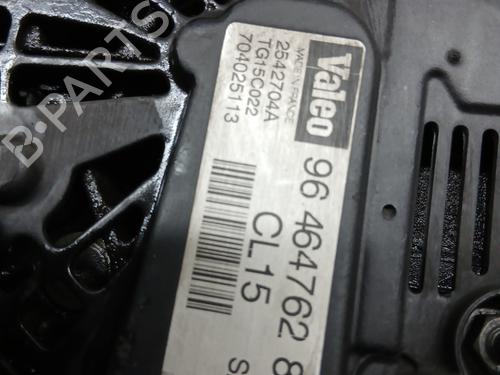 Valeo
MADE IN FRANCE
2542704A
TG15C022
704025113
96 464762 8
CL15
S
B-PARTS